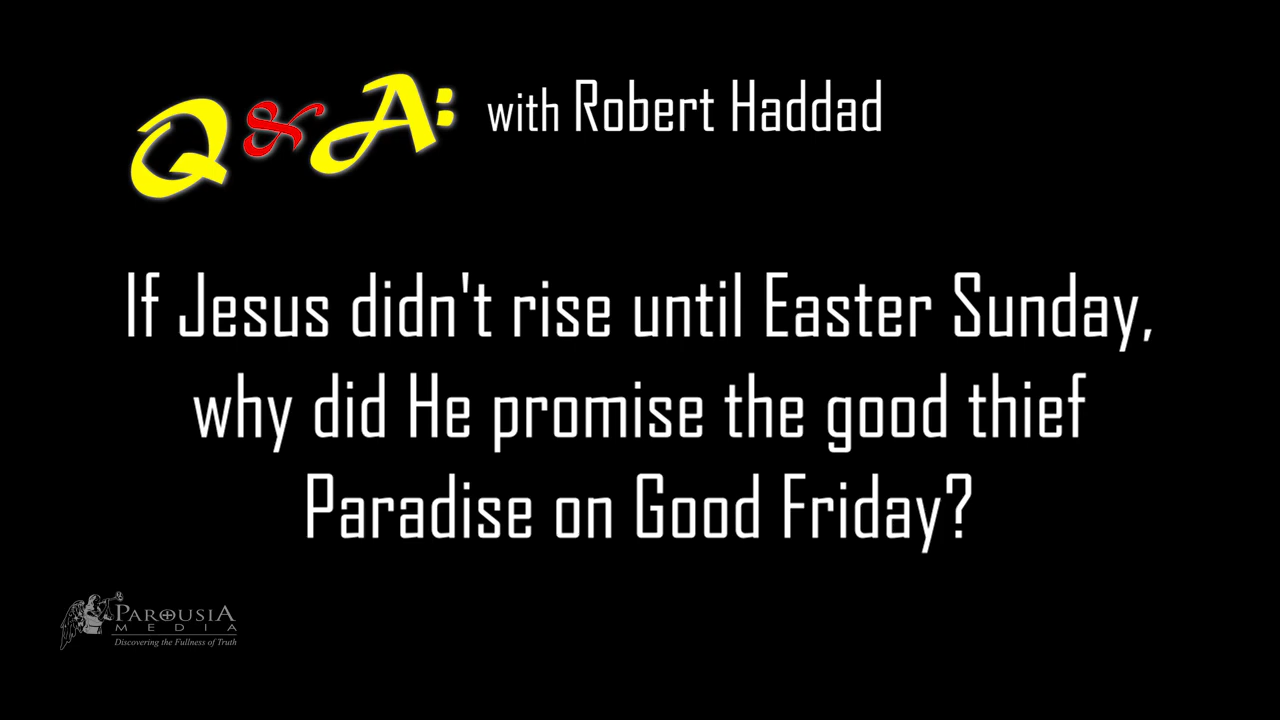 Q&A: with Robert Haddad
If Jesus didn't rise until Easter Sunday,
why did He promise the good thief
Paradise on Good Friday?
PAROUSIA
MEDIA
Discovering the Fullness of Truth